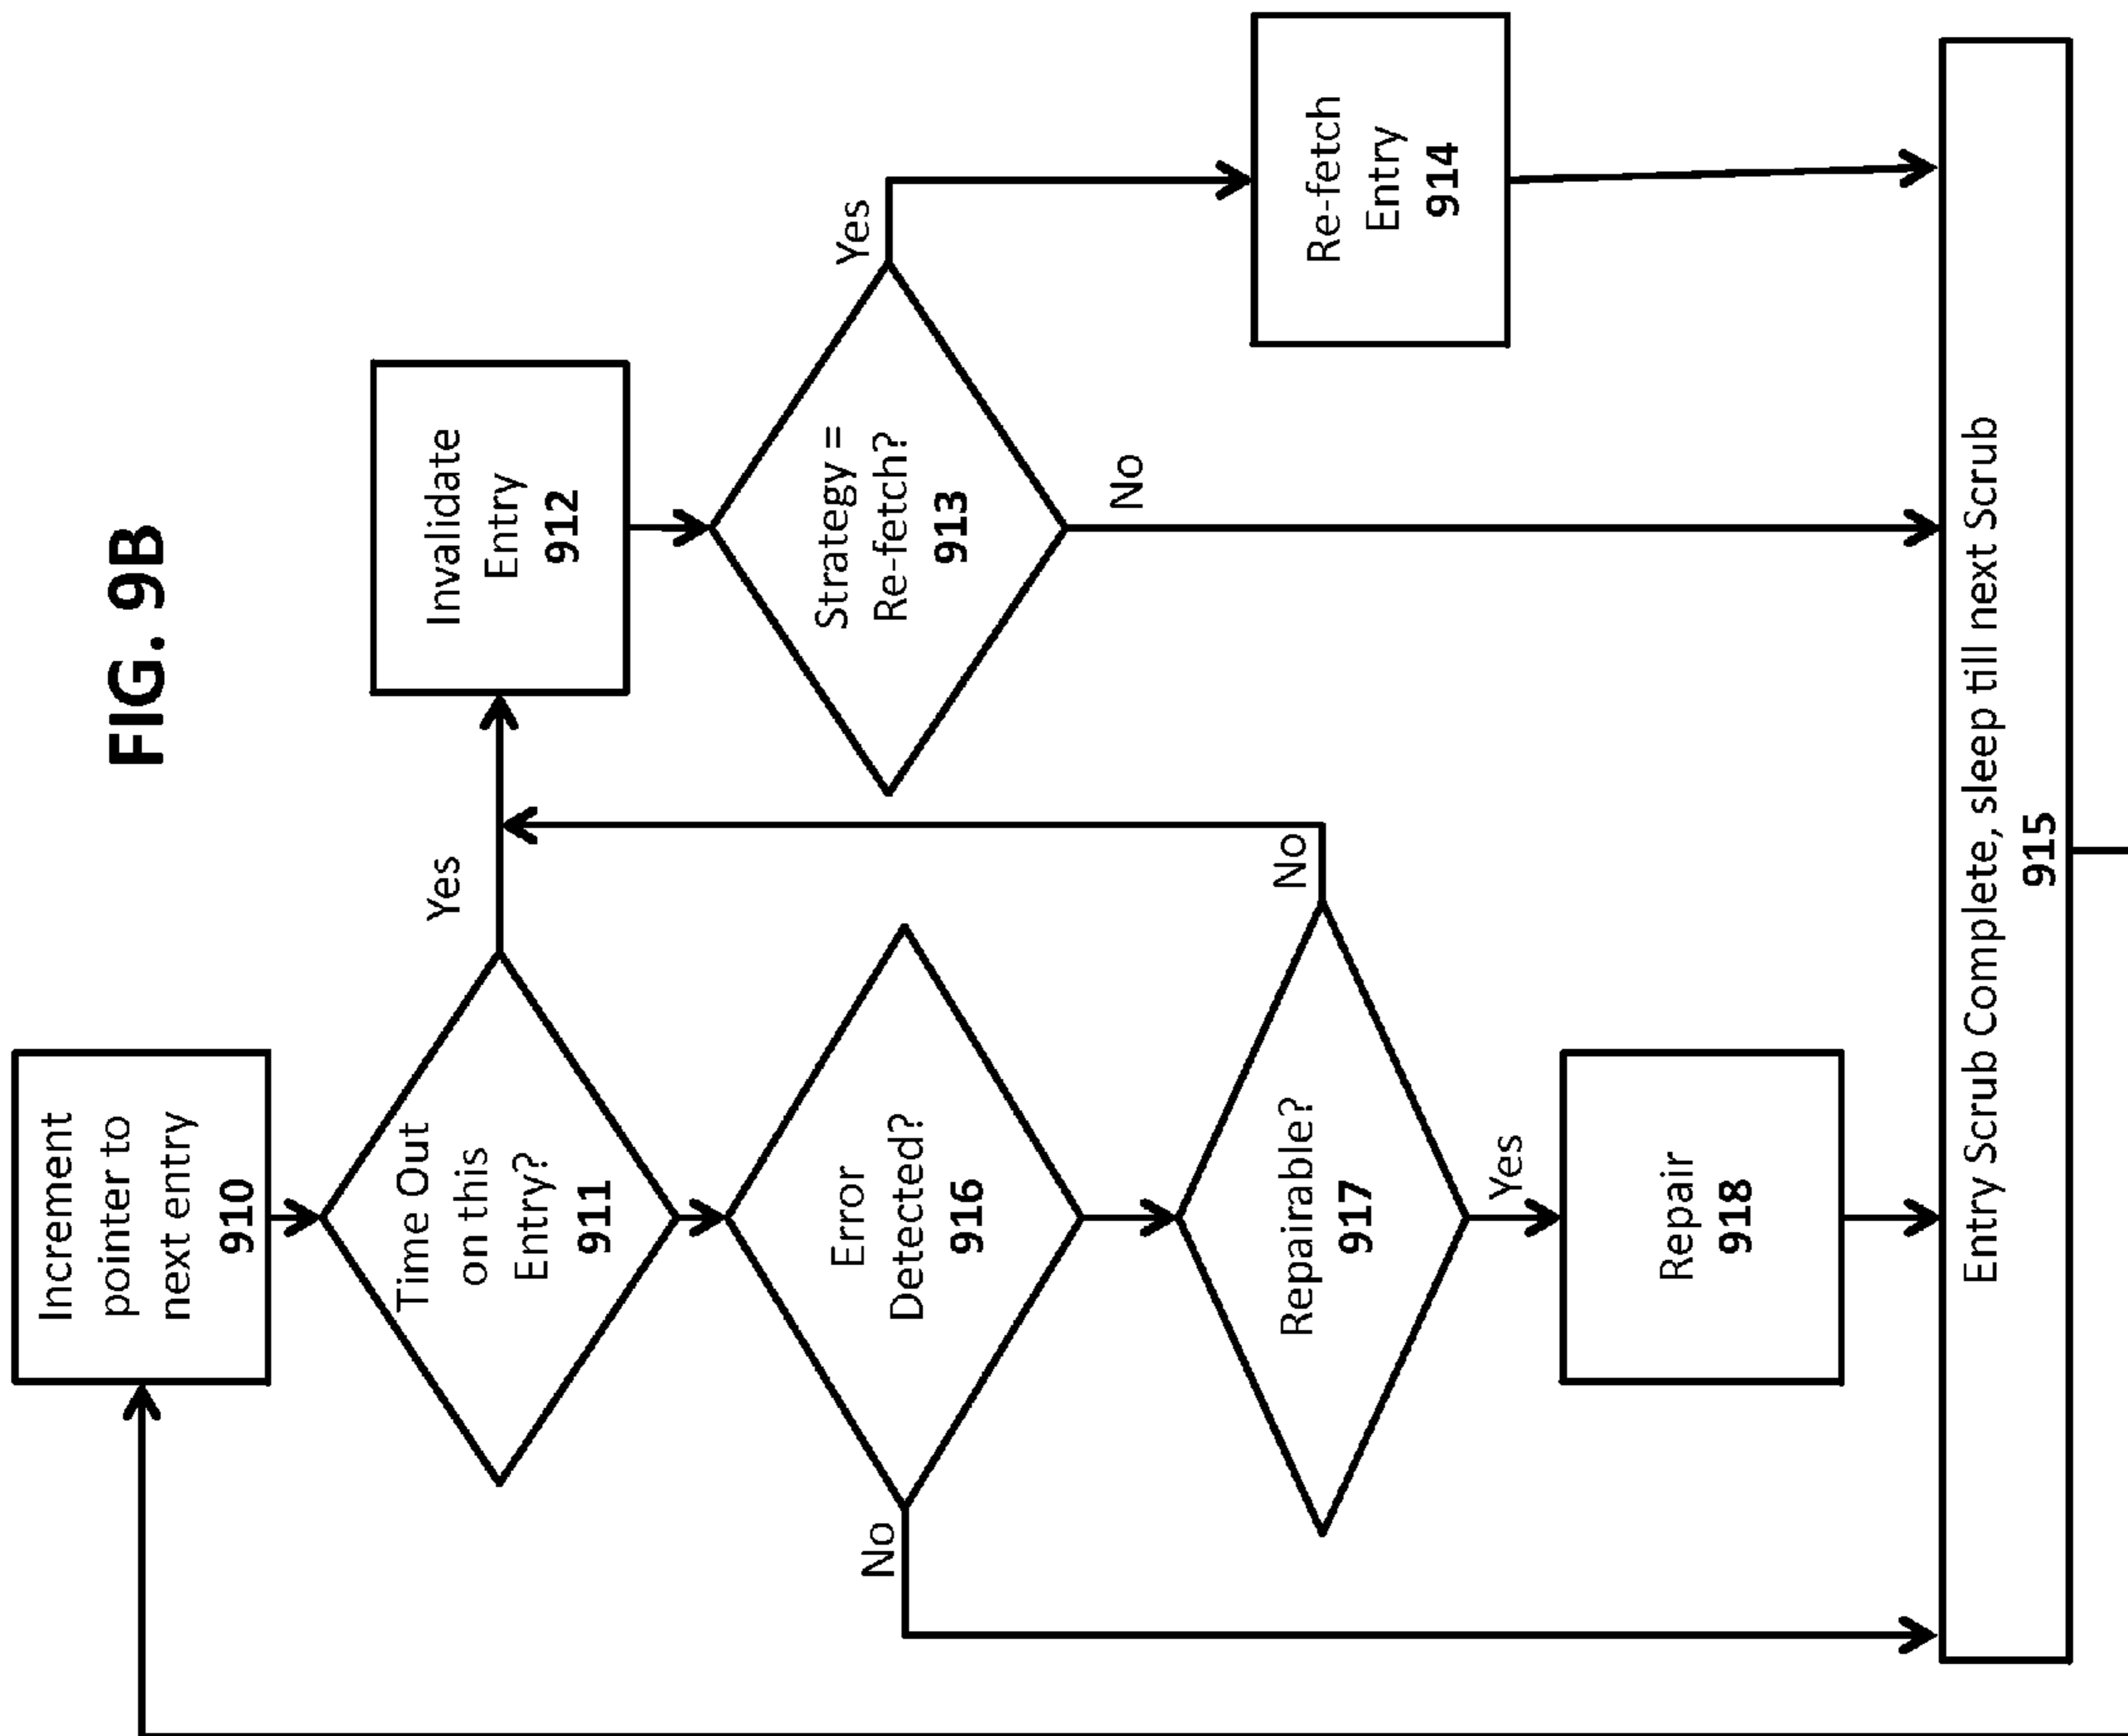 FIG. 9B
Increment
pointer to
next entry
910
Time Out
on this
Entry?
911
Yes
Invalidate
Entry
912
Strategy =
Re-fetch?
913
Yes
No
Re-fetch
Entry
914
Error
Detected?
916
No
Repairable?
917
No
Yes
Repair
918
Entry Scrub Complete, sleep till next Scrub
915